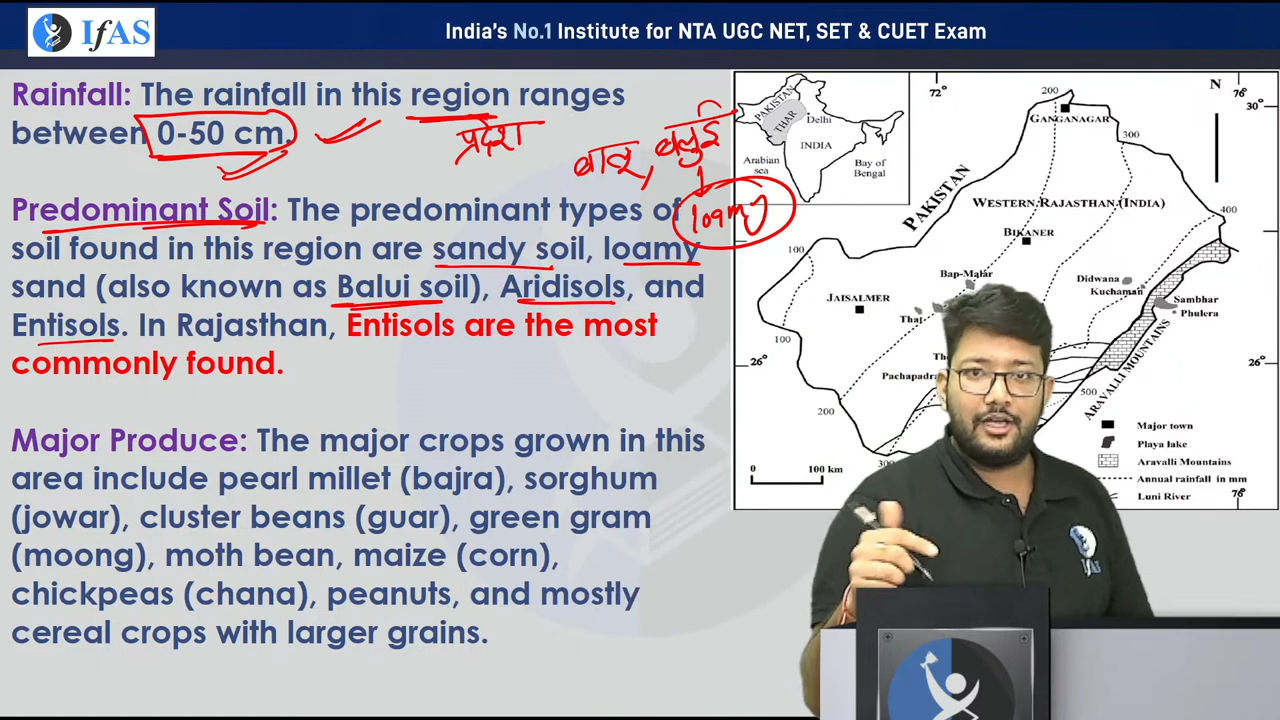 IfAS
India's No.1 Institute for NTA UGC NET, SET & CUET Exam
Rainfall: The rainfall in this region ranges
between 0-50 cm.
प्रदेश
बालू, बलुई
loamy
Predominant Soil: The predominant types of
soil found in this region are sandy soil, loamy
sand (also known as Balui soil), Aridisols, and
Entisols. In Rajasthan, Entisols are the most
commonly found.
Major Produce: The major crops grown in this
area include pearl millet (bajra), sorghum
(jowar), cluster beans (guar), green gram
(moong), moth bean, maize (corn),
chickpeas (chana), peanuts, and mostly
cereal crops with larger grains.
PAKISTAN
THAR
Delhi
INDIA
Arabian
sea
Bay of
Bengal
72°
200
N
76°
30°
GANGANAGAR
300
PAKISTAN
WESTERN RAJASTHAN (INDIA)
400
BIKANER
100
Bap-Malar
Didwana
Kuchaman
JAISALMER
Sambhar
Phulera
100
26°
26°
Pachapadra
ARAVALLI MOUNTAINS
500
200
300
Major town
Playa lake
Aravalli Mountains
Annual rainfall in mm
Luni River
0
100 km
76°
IFAS